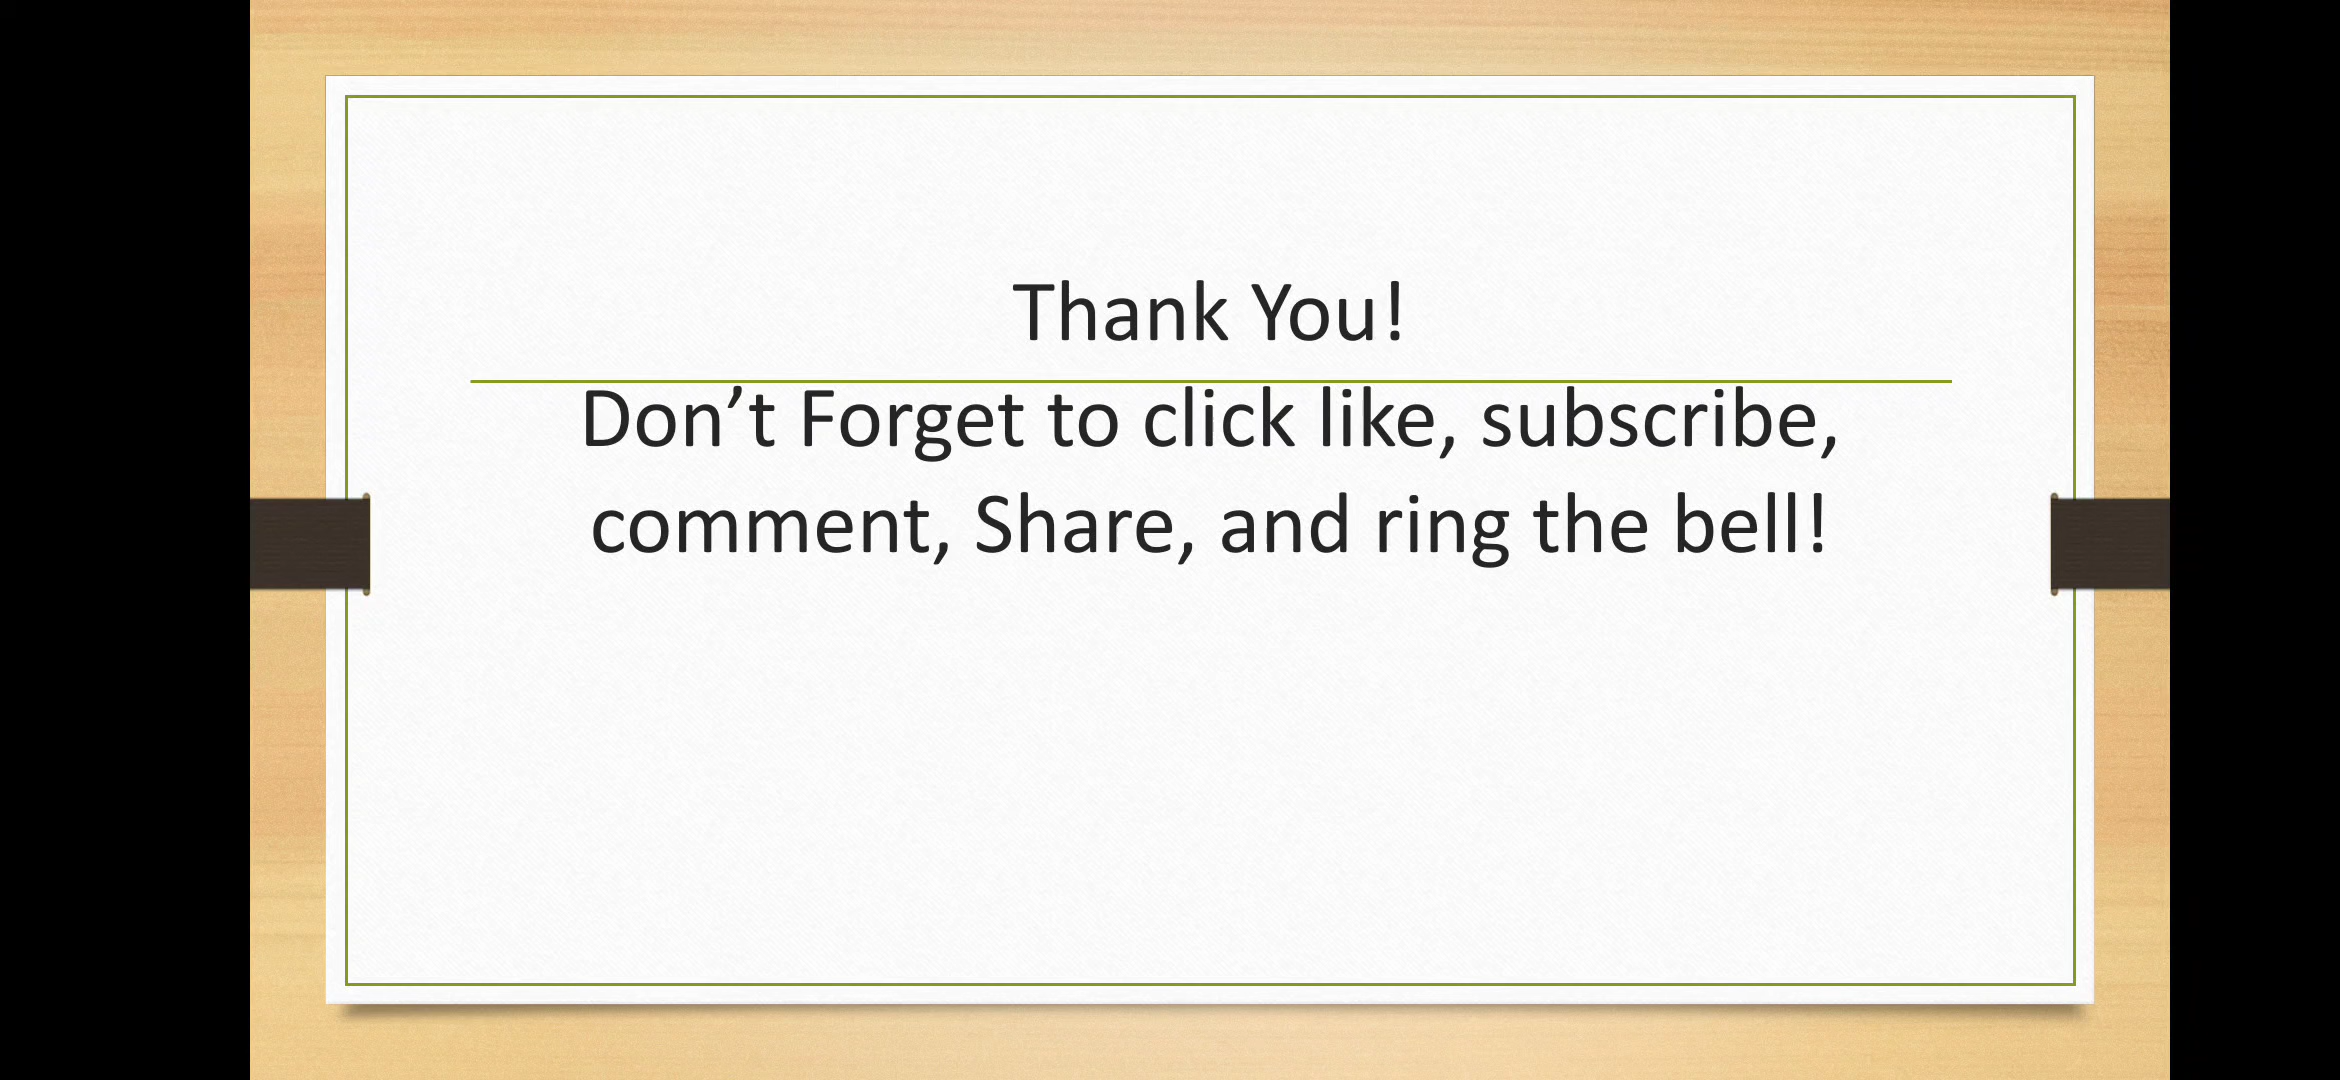 Thank You!
Don’t Forget to click like, subscribe,
comment, Share, and ring the bell!